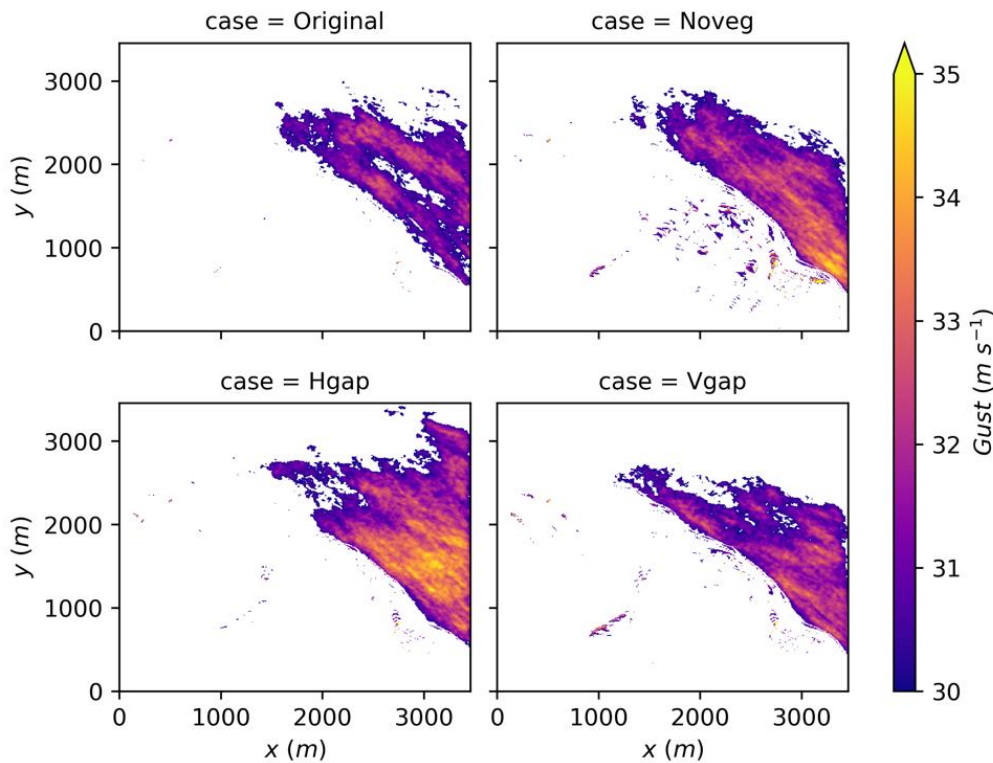 case = Original
case = Noveg
3000
2000
1000
0
y (m)
case = Hgap
case = Vgap
3000
2000
1000
0
y (m)
0 1000 2000 3000
0 1000 2000 3000
x (m)
x (m)
35
34
33
32
31
30
Gust (m s⁻¹)